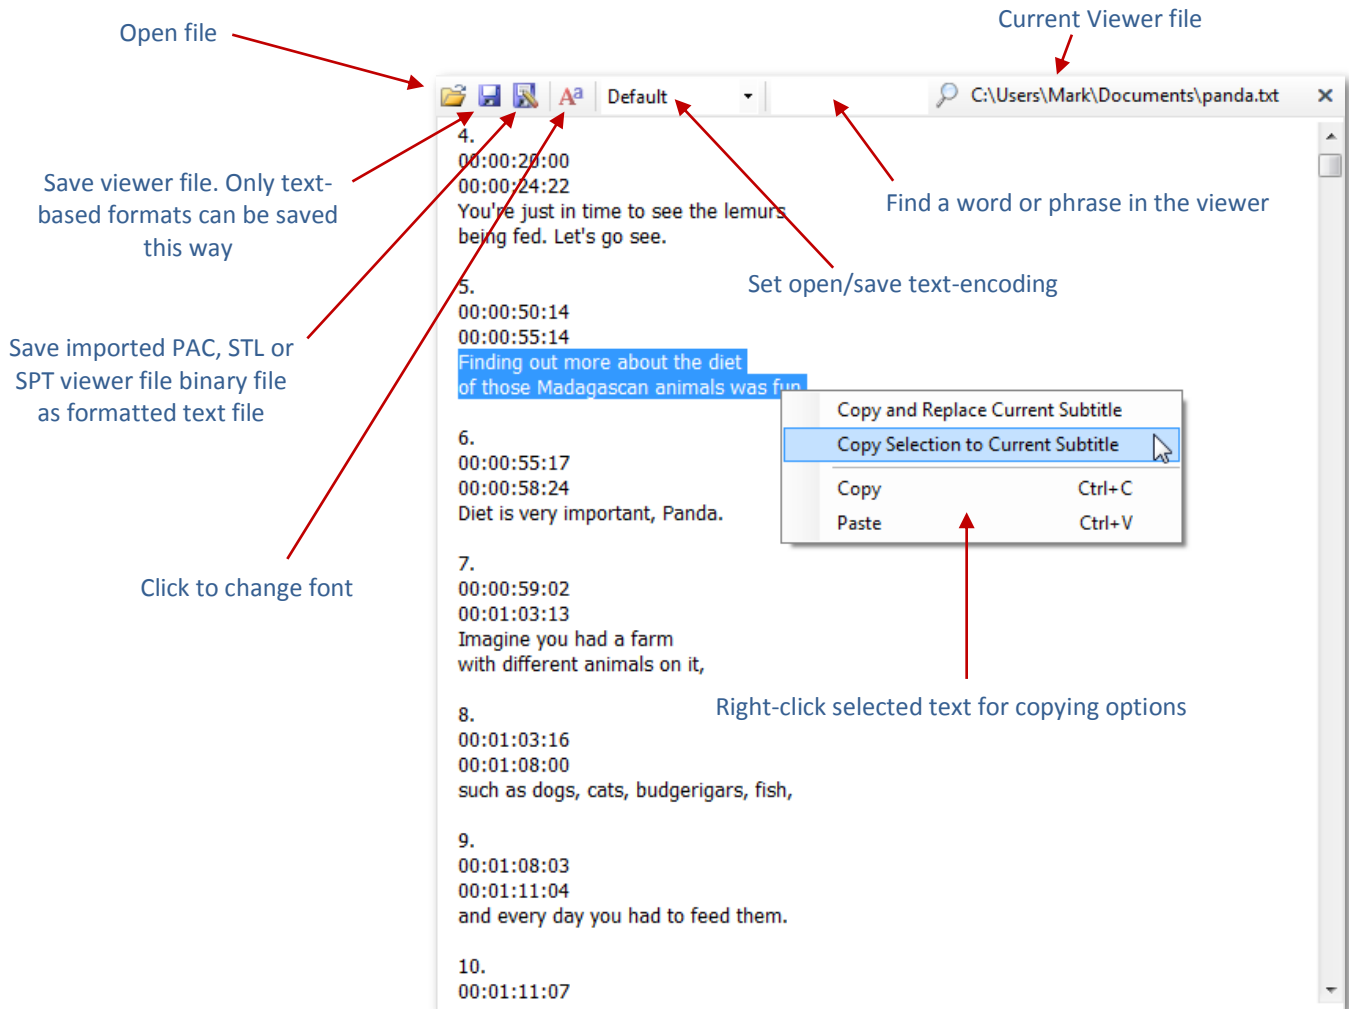 Open file
Current Viewer file
Aa
Default
C:\Users\Mark\Documents\panda.txt
Save viewer file. Only text-
based formats can be saved
this way
Find a word or phrase in the viewer
Set open/save text-encoding
Save imported PAC, STL or
SPT viewer file binary file
as formatted text file
Click to change font
4.
00:00:20:00
00:00:24:22
You're just in time to see the lemurs
being fed. Let's go see.
5.
00:00:50:14
00:00:55:14
Finding out more about the diet
of those Madagascan animals was fun
Copy and Replace Current Subtitle
Copy Selection to Current Subtitle
Copy Ctrl+C
Paste Ctrl+V
Right-click selected text for copying options
6.
00:00:55:17
00:00:58:24
Diet is very important, Panda.
7.
00:00:59:02
00:01:03:13
Imagine you had a farm
with different animals on it,
8.
00:01:03:16
00:01:08:00
such as dogs, cats, budgerigars, fish,
9.
00:01:08:03
00:01:11:04
and every day you had to feed them.
10.
00:01:11:07